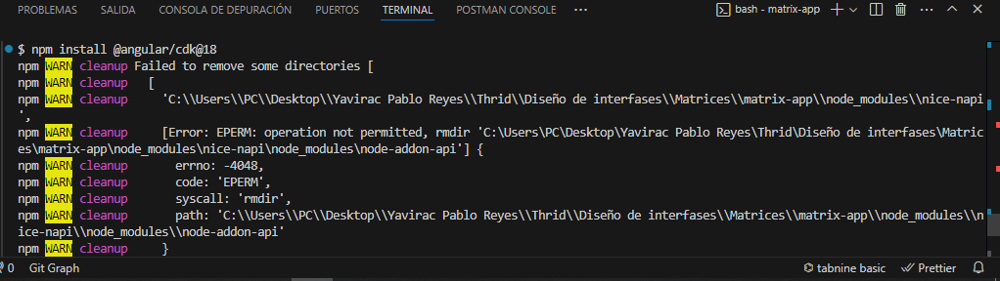 PROBLEMAS SALIDA CONSOLA DE DEPURACIÓN PUERTOS TERMINAL POSTMAN CONSOLE ··· bash - matrix-app
$ npm install @angular/cdk@18
npm WARN cleanup Failed to remove some directories [
npm WARN cleanup   [
npm WARN cleanup     'C:\\Users\\PC\\Desktop\\Yavirac Pablo Reyes\\Thrid\\Diseño de interfases\\Matrices\\matrix-app\\node_modules\\nice-napi
',
npm WARN cleanup     [Error: EPERM: operation not permitted, rmdir 'C:\Users\PC\Desktop\Yavirac Pablo Reyes\Thrid\Diseño de interfases\Matric
es\matrix-app\node_modules\nice-napi\node_modules\node-addon-api'] {
npm WARN cleanup       errno: -4048,
npm WARN cleanup       code: 'EPERM',
npm WARN cleanup       syscall: 'rmdir',
npm WARN cleanup       path: 'C:\\Users\\PC\\Desktop\\Yavirac Pablo Reyes\\Thrid\\Diseño de interfases\\Matrices\\matrix-app\\node_modules\\n
ice-napi\\node_modules\\node-addon-api'
npm WARN cleanup     }
0 Git Graph tabnine basic Prettier